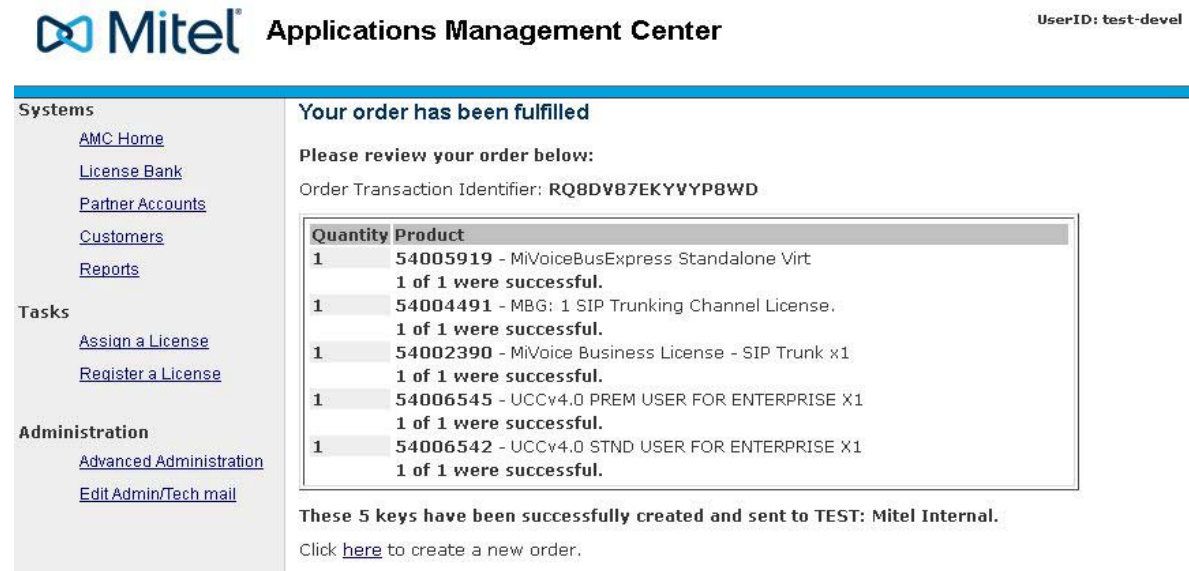 Mitel® Applications Management Center
UserID: test-devel
Systems
AMC Home
License Bank
Partner Accounts
Customers
Reports
Tasks
Assign a License
Register a License
Administration
Advanced Administration
Edit Admin/Tech mail
Your order has been fulfilled
Please review your order below:
Order Transaction Identifier: RQ8DV87EKYVYP8WD
Quantity Product
1 54005919 - MiVoiceBusExpress Standalone Virt
1 of 1 were successful.
1 54004491 - MBG: 1 SIP Trunking Channel License.
1 of 1 were successful.
1 54002390 - MiVoice Business License - SIP Trunk x1
1 of 1 were successful.
1 54006545 - UCCv4.0 PREM USER FOR ENTERPRISE X1
1 of 1 were successful.
1 54006542 - UCCv4.0 STND USER FOR ENTERPRISE X1
1 of 1 were successful.
These 5 keys have been successfully created and sent to TEST: Mitel Internal.
Click here to create a new order.